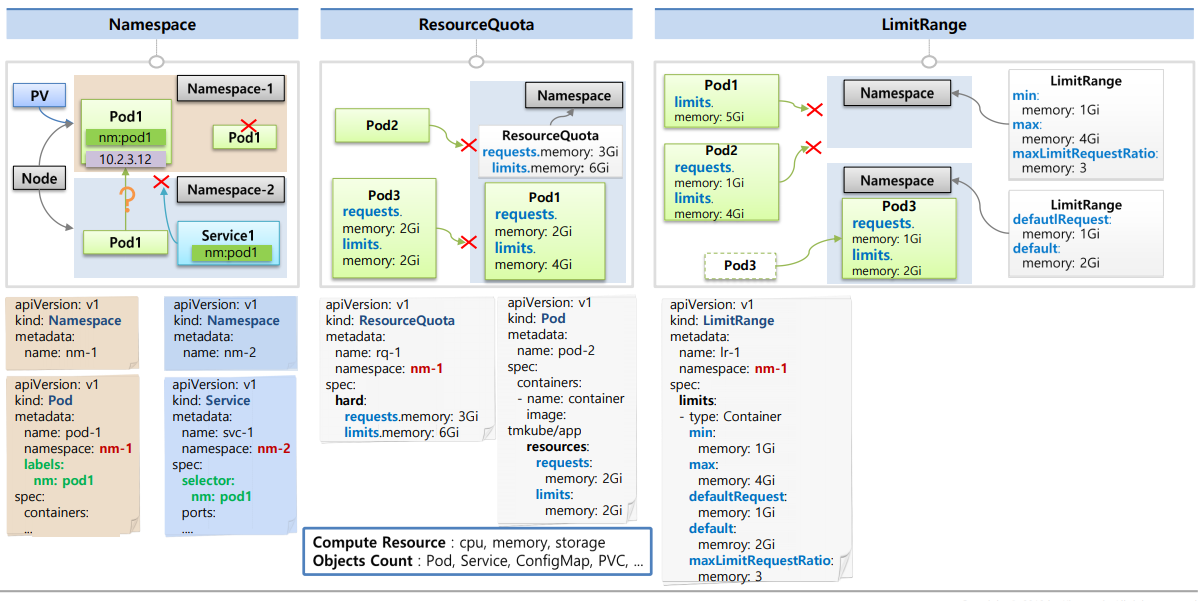 Namespace
ResourceQuota
LimitRange
PV
Namespace-1
Pod1
nm:pod1
10.2.3.12
Pod1
Node
Namespace-2
?
Pod1
Service1
nm:pod1
Namespace
Pod2
ResourceQuota
requests.memory: 3Gi
limits.memory: 6Gi
Pod3
requests.
memory: 2Gi
limits.
memory: 2Gi
Pod1
requests.
memory: 2Gi
limits.
memory: 4Gi
Pod1
limits.
memory: 5Gi
Namespace
LimitRange
min:
memory: 1Gi
max:
memory: 4Gi
maxLimitRequestRatio:
memory: 3
Pod2
requests.
memory: 1Gi
limits.
memory: 4Gi
Namespace
Pod3
requests.
memory: 1Gi
limits.
memory: 2Gi
LimitRange
defautlRequest:
memory: 1Gi
default:
memory: 2Gi
Pod3
apiVersion: v1
kind: Namespace
metadata:
name: nm-1
apiVersion: v1
kind: Namespace
metadata:
name: nm-2
apiVersion: v1
kind: Pod
metadata:
name: pod-1
namespace: nm-1
labels:
nm: pod1
spec:
containers:
...
apiVersion: v1
kind: Service
metadata:
name: svc-1
namespace: nm-2
spec:
selector:
nm: pod1
ports:
....
apiVersion: v1
kind: ResourceQuota
metadata:
name: rq-1
namespace: nm-1
spec:
hard:
requests.memory: 3Gi
limits.memory: 6Gi
apiVersion: v1
kind: Pod
metadata:
name: pod-2
spec:
containers:
- name: container
image:
tmkube/app
resources:
requests:
memory: 2Gi
limits:
memory: 2Gi
Compute Resource : cpu, memory, storage
Objects Count : Pod, Service, ConfigMap, PVC, ...
apiVersion: v1
kind: LimitRange
metadata:
name: lr-1
namespace: nm-1
spec:
limits:
- type: Container
min:
memory: 1Gi
max:
memory: 4Gi
defaultRequest:
memory: 1Gi
default:
memroy: 2Gi
maxLimitRequestRatio:
memory: 3